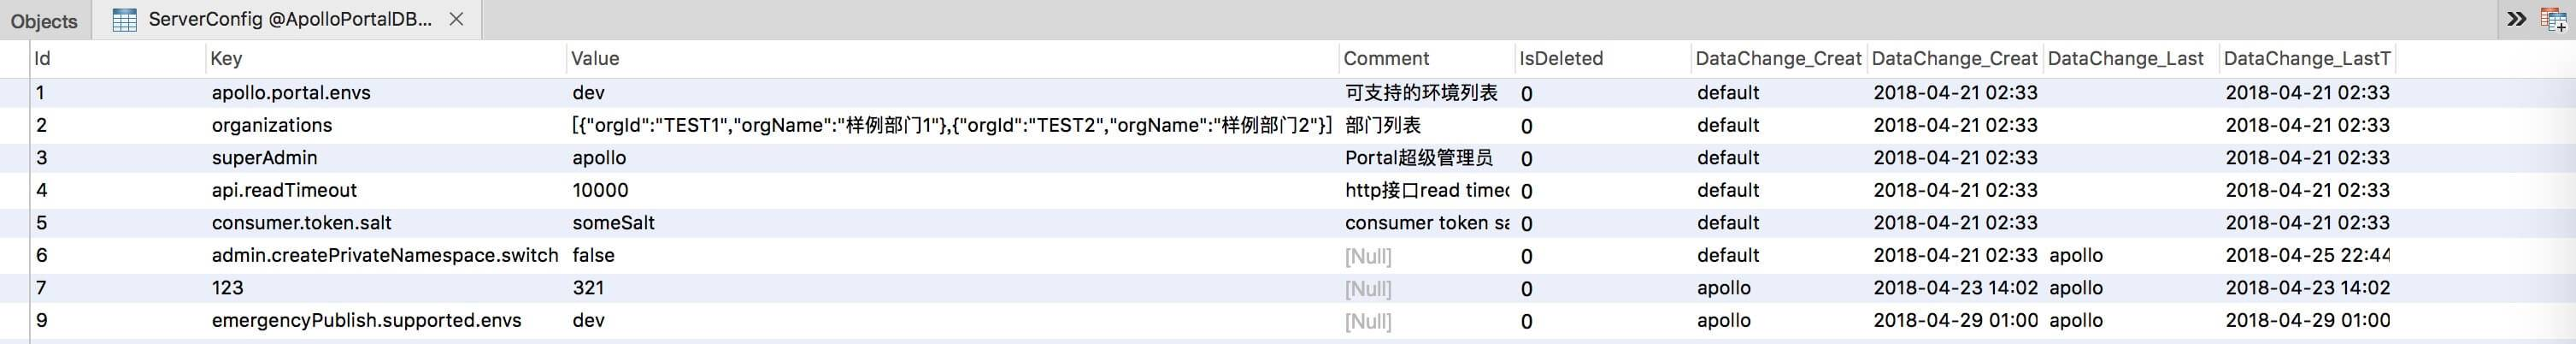 Objects ServerConfig @ApolloPortalDB...
Id Key Value Comment IsDeleted DataChange_Creat DataChange_Creat DataChange_Last DataChange_LastT
1 apollo.portal.envs dev 可支持的环境列表 0 default 2018-04-21 02:33 2018-04-21 02:33
2 organizations [{"orgId":"TEST1","orgName":"样例部门1"},{"orgId":"TEST2","orgName":"样例部门2"}] 部门列表 0 default 2018-04-21 02:33 2018-04-21 02:33
3 superAdmin apollo Portal超级管理员 0 default 2018-04-21 02:33 2018-04-21 02:33
4 api.readTimeout 10000 http接口read timec 0 default 2018-04-21 02:33 2018-04-21 02:33
5 consumer.token.salt someSalt consumer token sa 0 default 2018-04-21 02:33 2018-04-21 02:33
6 admin.createPrivateNamespace.switch false [Null] 0 default 2018-04-21 02:33 apollo 2018-04-25 22:44
7 123 321 [Null] 0 apollo 2018-04-23 14:02 apollo 2018-04-23 14:02
9 emergencyPublish.supported.envs dev [Null] 0 apollo 2018-04-29 01:00 apollo 2018-04-29 01:00